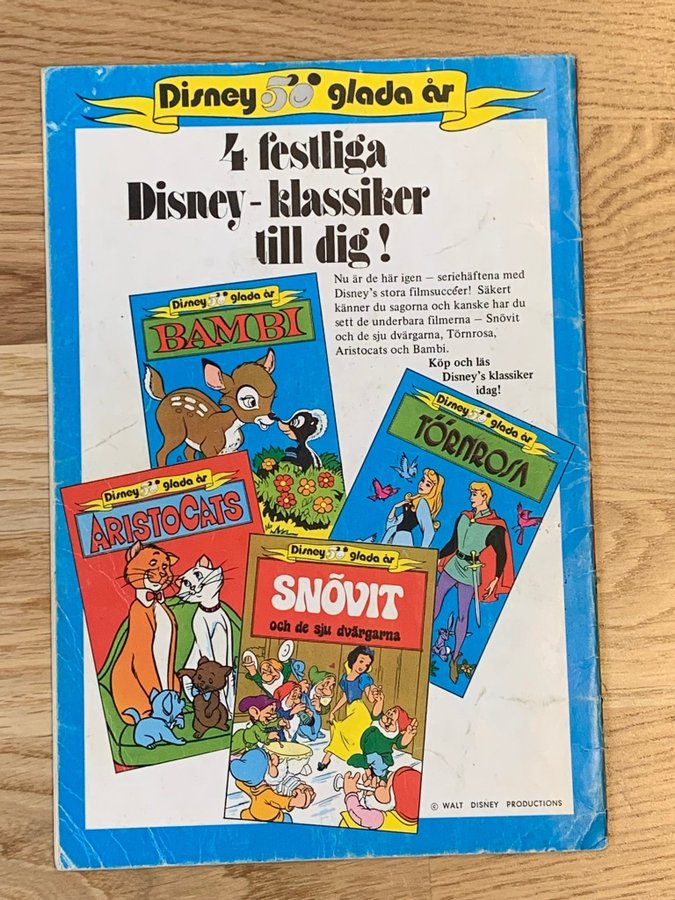 Disney 50 glada år
4 festliga
Disney-klassiker
till dig!
Nu är de här igen – seriehäftena med
Disney's stora filmsuccéer! Säkert
känner du sagorna och kanske har du
sett de underbara filmerna – Snövit
och de sju dvärgarna, Törnrosa,
Aristocats och Bambi.
Köp och läs
Disney's klassiker
idag!
Disney 50 glada år
BAMBI
Disney 50 glada år
TÖRNROSA
Disney 50 glada år
ARISTOCATS
Disney 50 glada år
SNÖVIT
och de sju dvärgarna
© WALT DISNEY PRODUCTIONS